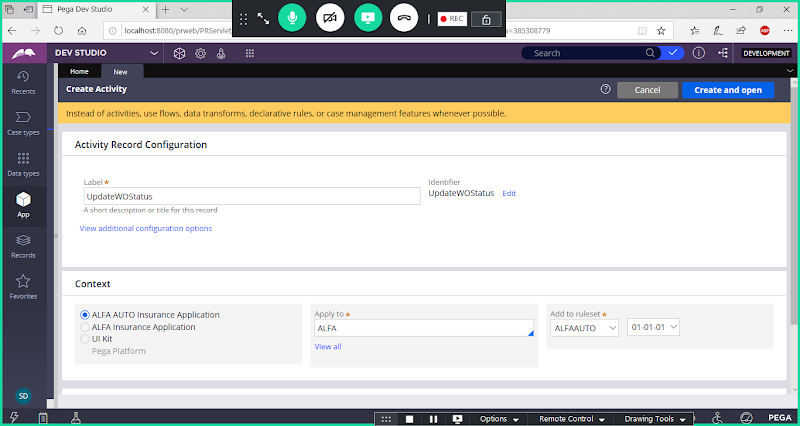 Pega Dev Studio
localhost:8080/prweb/PRServlet
=385308779
REC
ABP
DEV STUDIO
Search
DEVELOPMENT
Recents
Case types
Data types
App
Records
Favorites
SD
Home
New
Create Activity
Cancel
Create and open
Instead of activities, use flows, data transforms, declarative rules, or case management features whenever possible.
Activity Record Configuration
Label *
Identifier
UpdateWOStatus
UpdateWOStatus Edit
A short description or title for this record
View additional configuration options
Context
ALFA AUTO Insurance Application
ALFA Insurance Application
UI Kit
Pega Platform
Apply to *
ALFA
View all
Add to ruleset *
ALFAAUTO
01-01-01
Options
Remote Control
Drawing Tools
PEGA